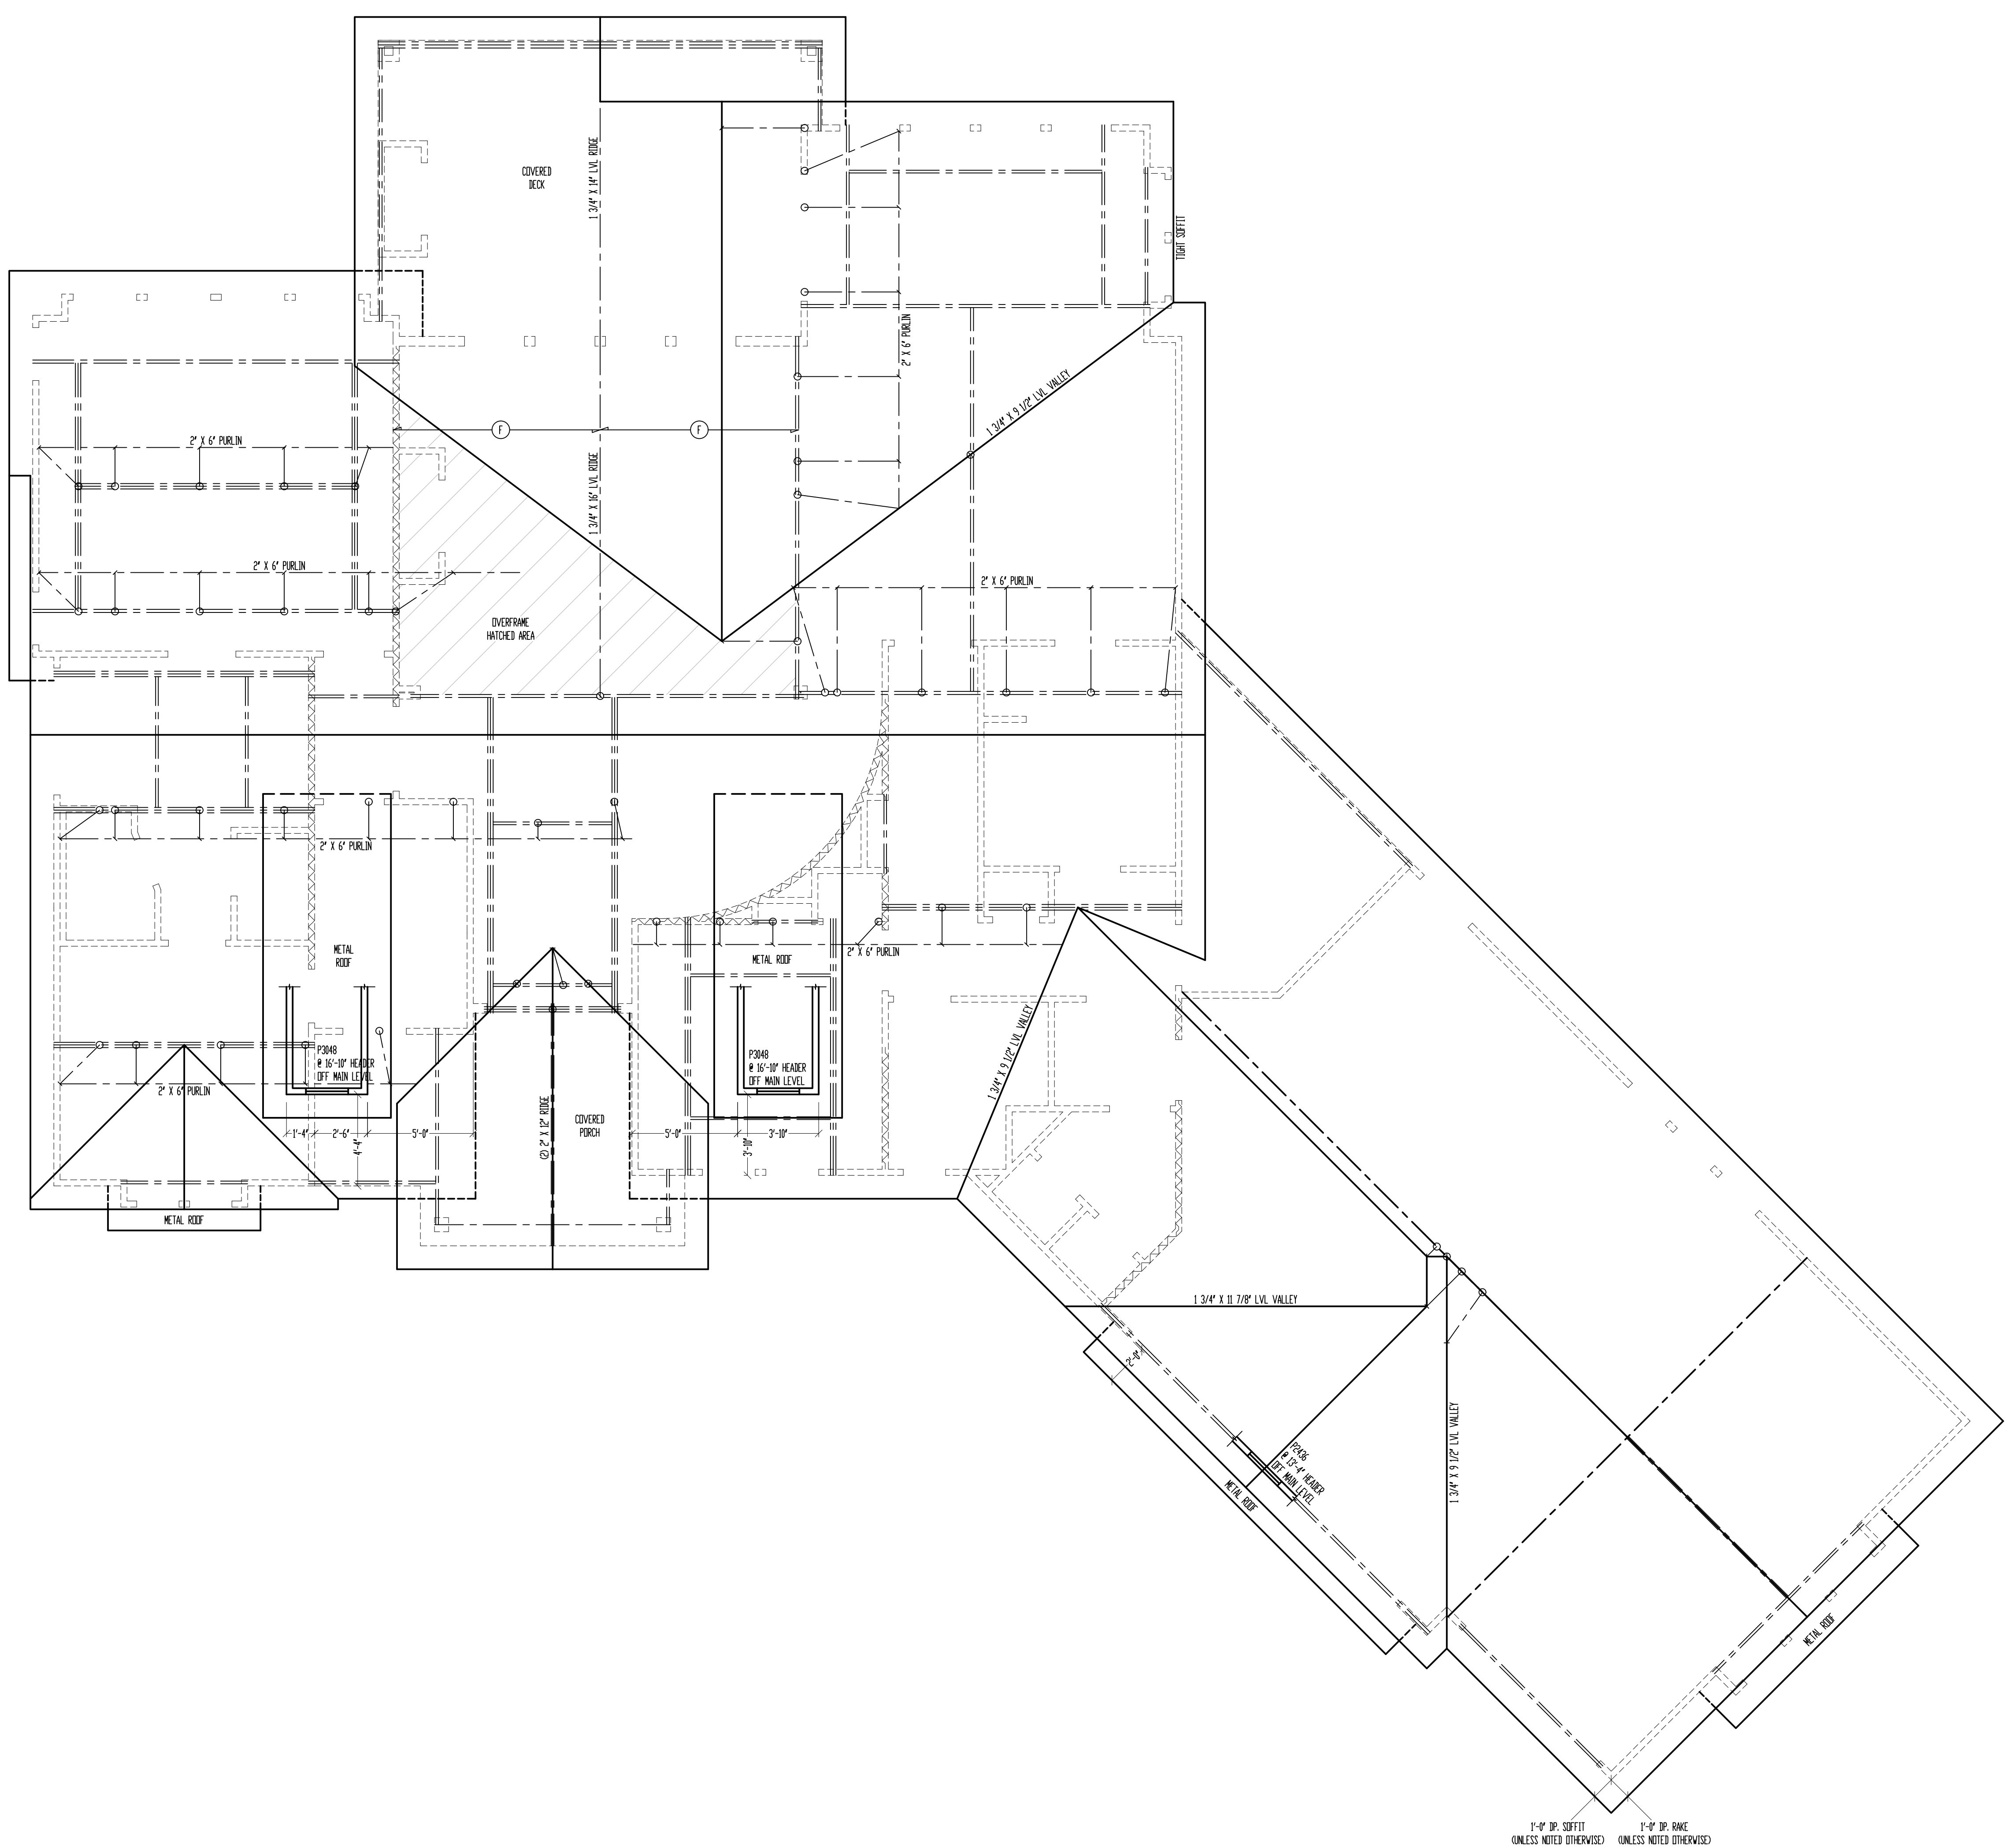 COVERED
DECK
1 3/4" X 14" LVL RIDGE
TIGHT SOFFIT
2" X 6" PURLIN
1 3/4" X 9 1/2" LVL VALLEY
F
F
2" X 6" PURLIN
1 3/4" X 16" LVL RIDGE
2" X 6" PURLIN
2" X 6" PURLIN
OVERFRAME
HATCHED AREA
2" X 6" PURLIN
METAL
ROOF
METAL ROOF
2" X 6" PURLIN
P3048
@ 16'-10" HEADER
OFF MAIN LEVEL
P3048
@ 16'-10" HEADER
OFF MAIN LEVEL
1 3/4" X 9 1/2" LVL VALLEY
2" X 6" PURLIN
(2) 2" X 12" RIDGE
COVERED
PORCH
1'-4"
2'-6"
5'-0"
4'-4"
5'-0"
3'-10"
3'-10"
METAL ROOF
1 3/4" X 11 7/8" LVL VALLEY
2'-0"
P2436
@ 13'-4" HEADER
OFF MAIN LEVEL
METAL ROOF
1 3/4" X 9 1/2" LVL VALLEY
METAL ROOF
1'-0" DP. SOFFIT
(UNLESS NOTED OTHERWISE)
1'-0" DP. RAKE
(UNLESS NOTED OTHERWISE)